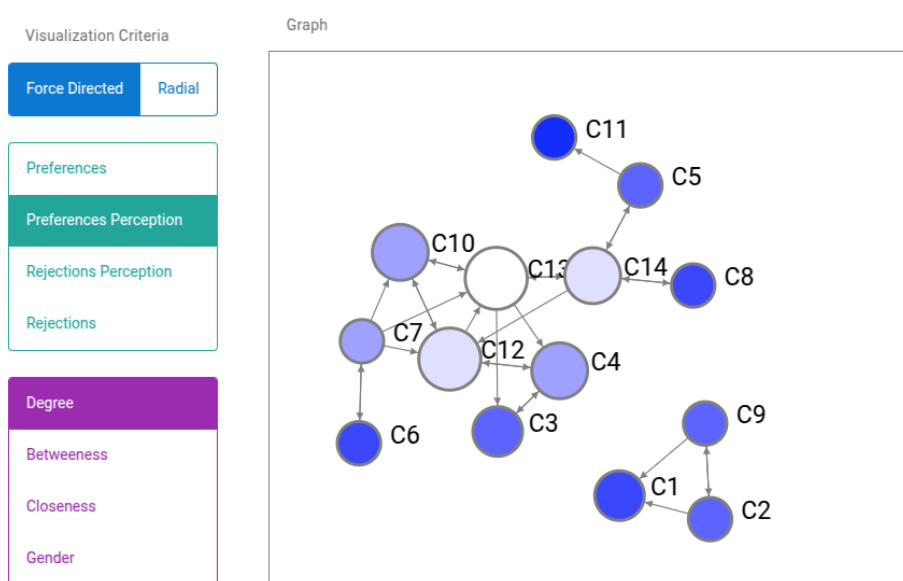 Visualization Criteria
Graph
Force Directed
Radial
Preferences
Preferences Perception
Rejections Perception
Rejections
Degree
Betweeness
Closeness
Gender
C11
C5
C10
C13
C14
C8
C7
C12
C4
C3
C6
C9
C1
C2